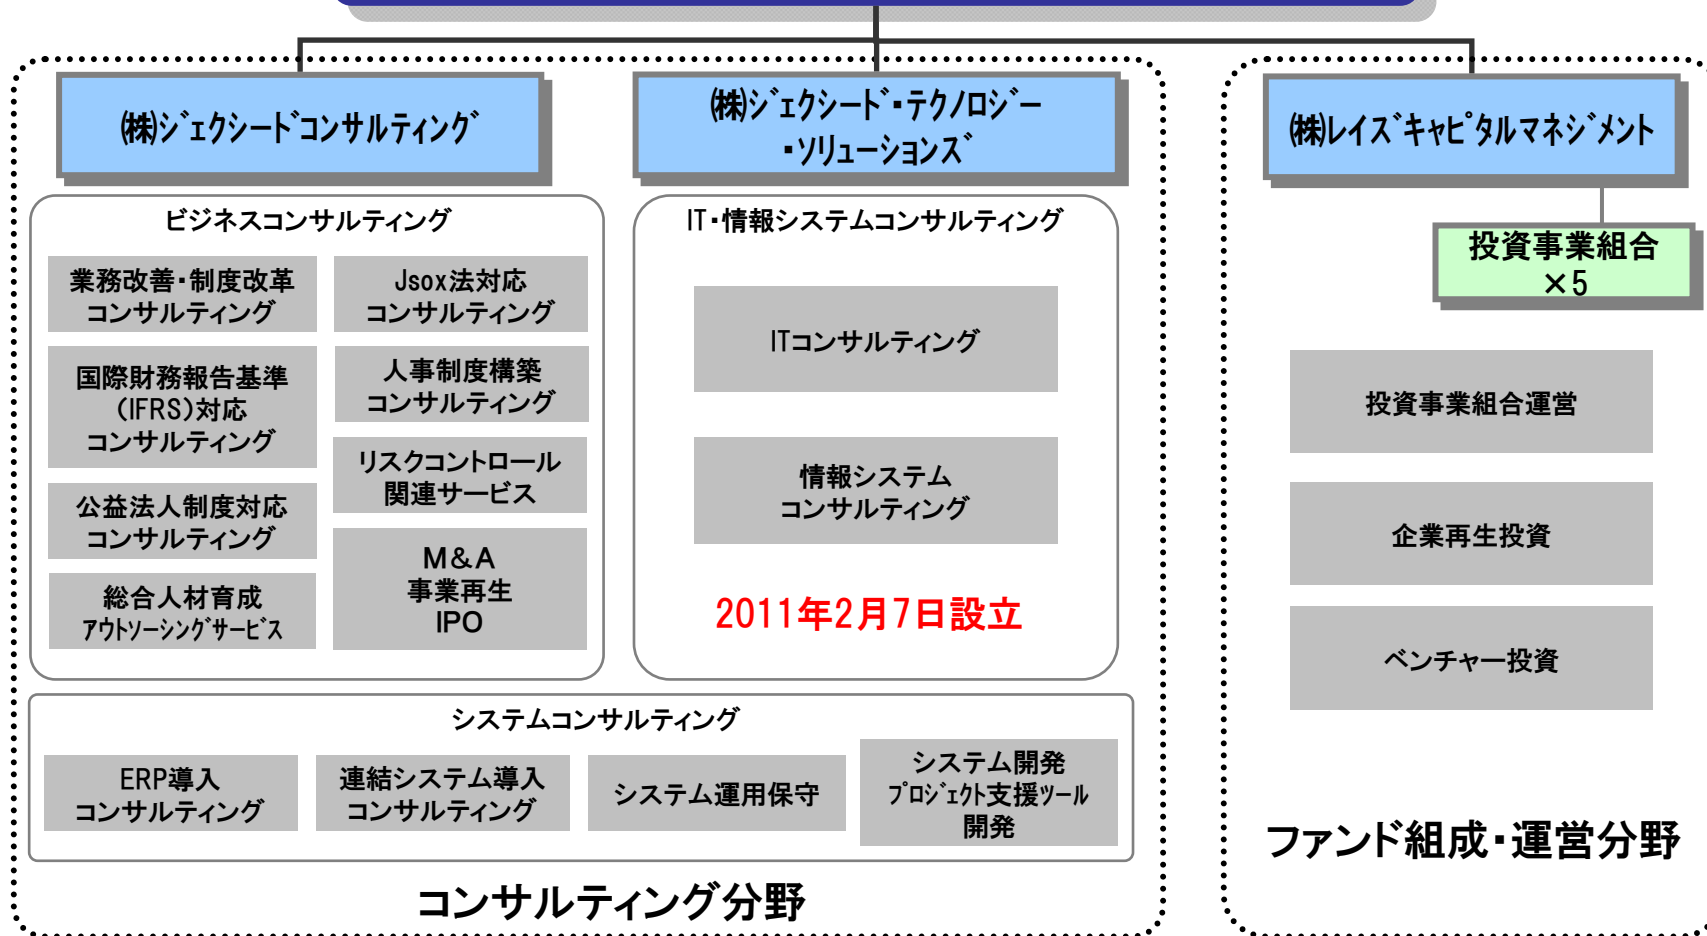 ㈱ｼﾞｪｸｼｰﾄﾞｺﾝｻﾙﾃｨﾝｸﾞ
㈱ｼﾞｪｸｼｰﾄﾞ・ﾃｸﾉﾛｼﾞｰ
・ｿﾘｭｰｼｮﾝｽﾞ
㈱ﾚｲｽﾞｷｬﾋﾟﾀﾙﾏﾈｼﾞﾒﾝﾄ
投資事業組合
×5
ビジネスコンサルティング
業務改善・制度改革
コンサルティング
Jsox法対応
コンサルティング
国際財務報告基準
（IFRS）対応
コンサルティング
人事制度構築
コンサルティング
リスクコントロール
関連サービス
公益法人制度対応
コンサルティング
M＆A
事業再生
IPO
総合人材育成
ｱｳﾄｿｰｼﾝｸﾞｻｰﾋﾞｽ
IT・情報システムコンサルティング
ITコンサルティング
情報システム
コンサルティング
2011年2月7日設立
システムコンサルティング
ERP導入
コンサルティング
連結システム導入
コンサルティング
システム運用保守
システム開発
ﾌﾟﾛｼﾞｪｸﾄ支援ﾂｰﾙ
開発
コンサルティング分野
投資事業組合運営
企業再生投資
ベンチャー投資
ファンド組成・運営分野